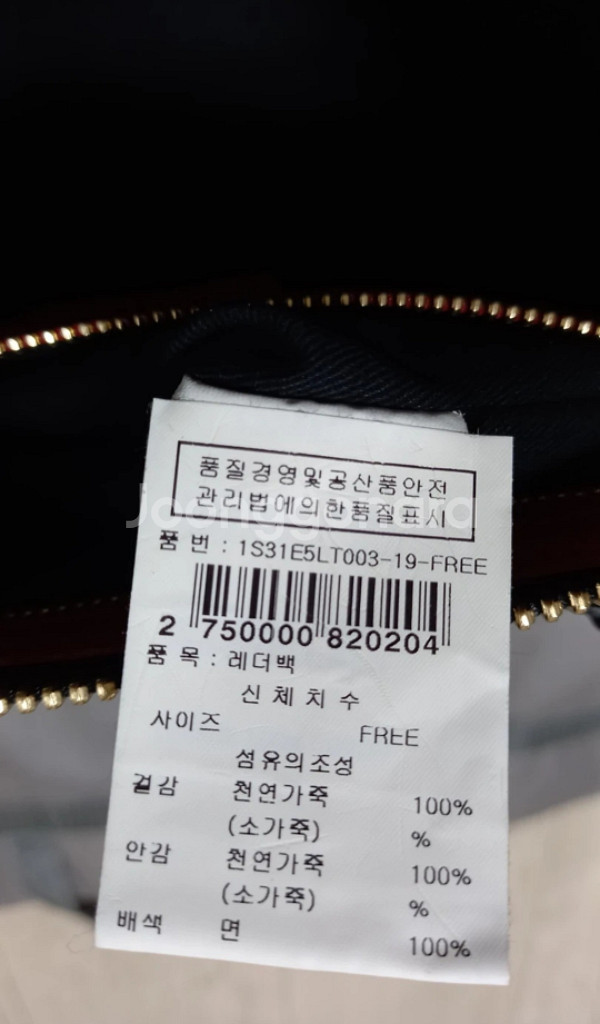 품질경영및공산품안전
관리법에의한품질표시
Joonggonara
품 번 : 1S31E5LT003-19-FREE
2 750000 820204
품 목 : 레더백
신 체 치 수
사이즈 FREE
섬유의조성
겉감 천연가죽 100%
(소가죽) %
안감 천연가죽 100%
(소가죽) %
배색 면 100%